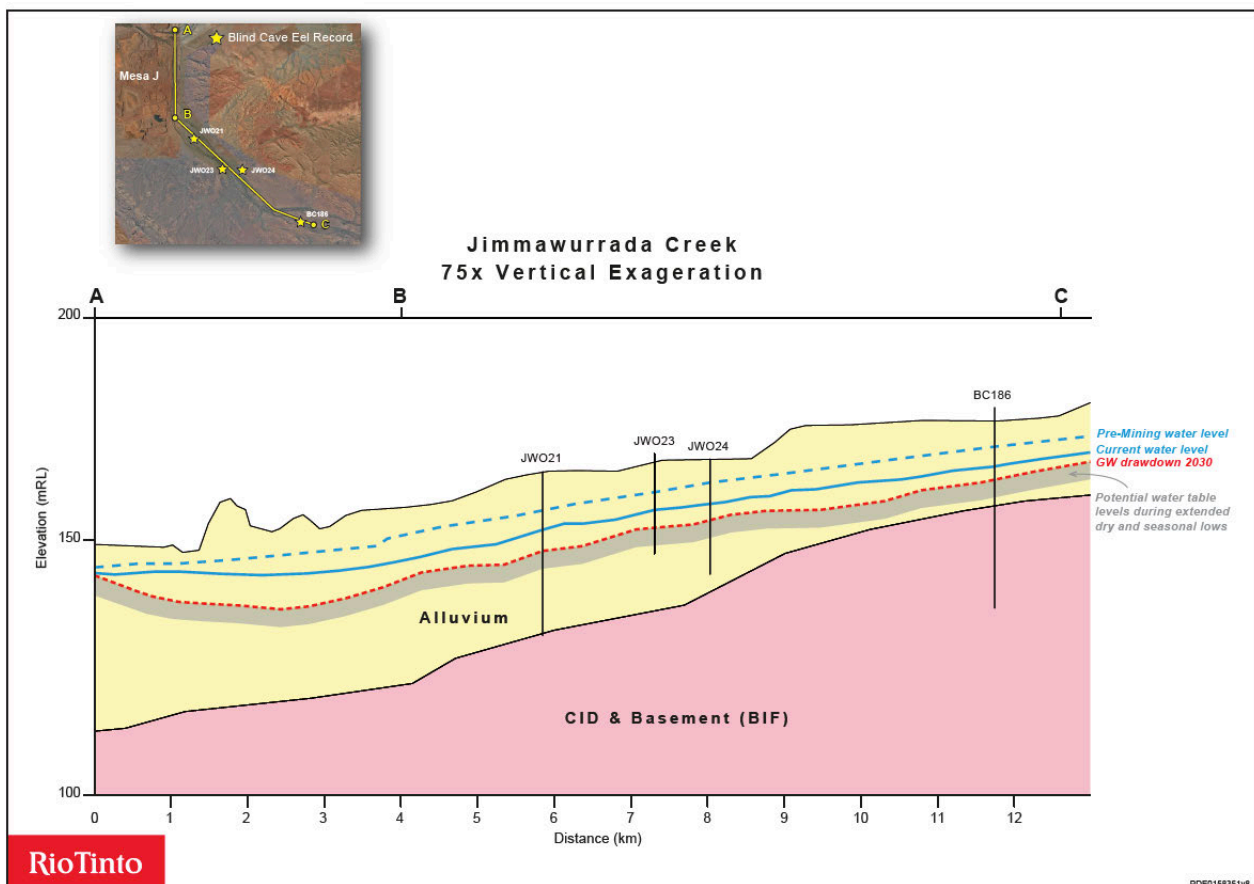 A
Blind Cave Eel Record
Mesa J
B
JWO21
JWO23
JWO24
BC186
C
Jimmawurrada Creek
75x Vertical Exageration
A
B
C
200
150
100
Elevation (mRL)
BC186
JWO23
JWO24
JWO21
Pre-Mining water level
Current water level
GW drawdown 2030
Potential water table
levels during extended
dry and seasonal lows
Alluvium
CID & Basement (BIF)
0 1 2 3 4 5 6 7 8 9 10 11 12
Distance (km)
RioTinto